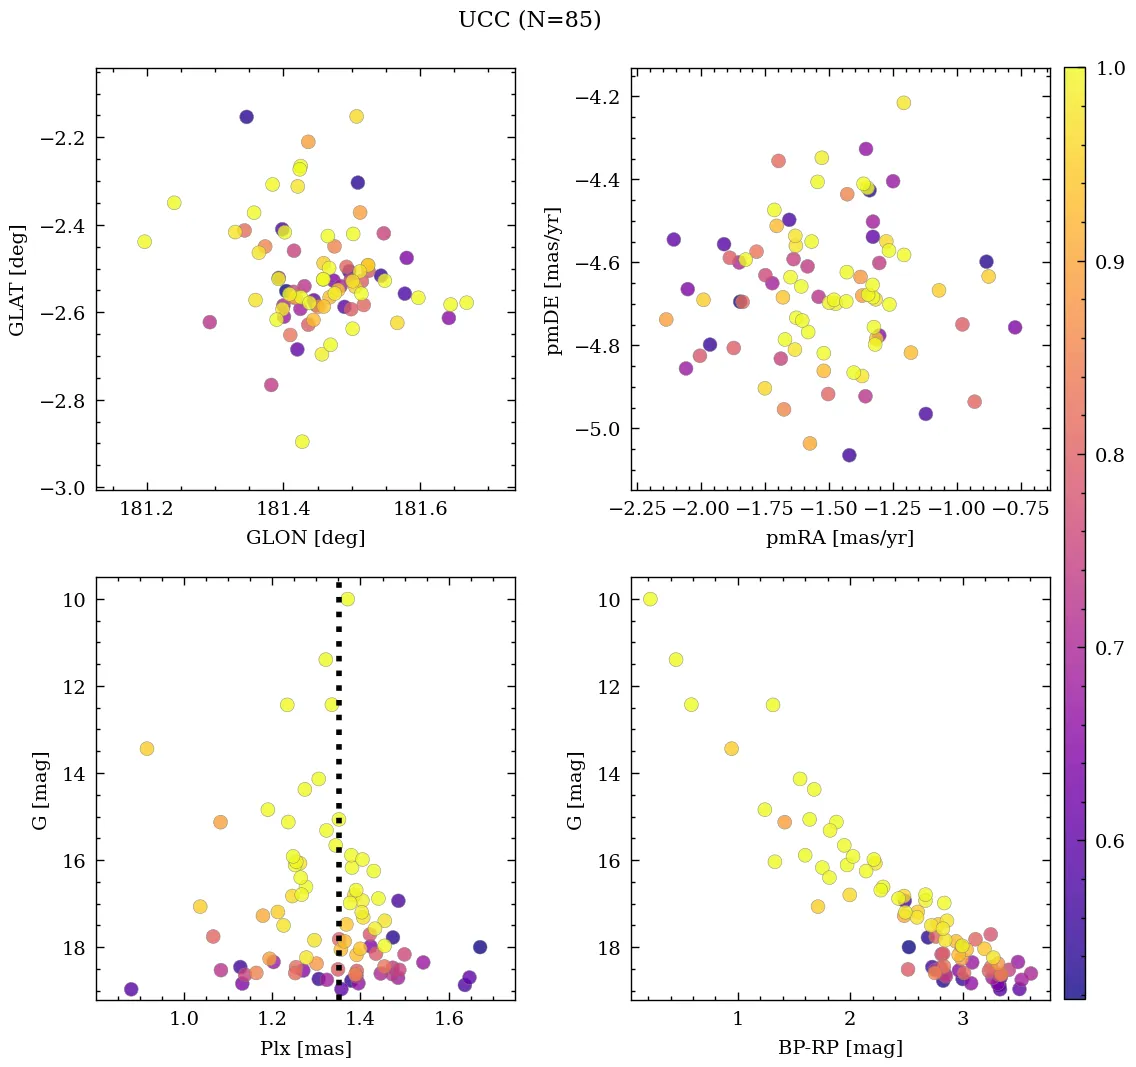 UCC (N=85)
−2.2
−2.4
−2.6
−2.8
−3.0
GLAT [deg]
181.2 181.4 181.6
GLON [deg]
−4.2
−4.4
−4.6
−4.8
−5.0
pmDE [mas/yr]
−2.25 −2.00 −1.75 −1.50 −1.25 −1.00 −0.75
pmRA [mas/yr]
1.0
0.9
0.8
0.7
0.6
10
12
14
16
18
G [mag]
1.0 1.2 1.4 1.6
Plx [mas]
10
12
14
16
18
G [mag]
1 2 3
BP-RP [mag]